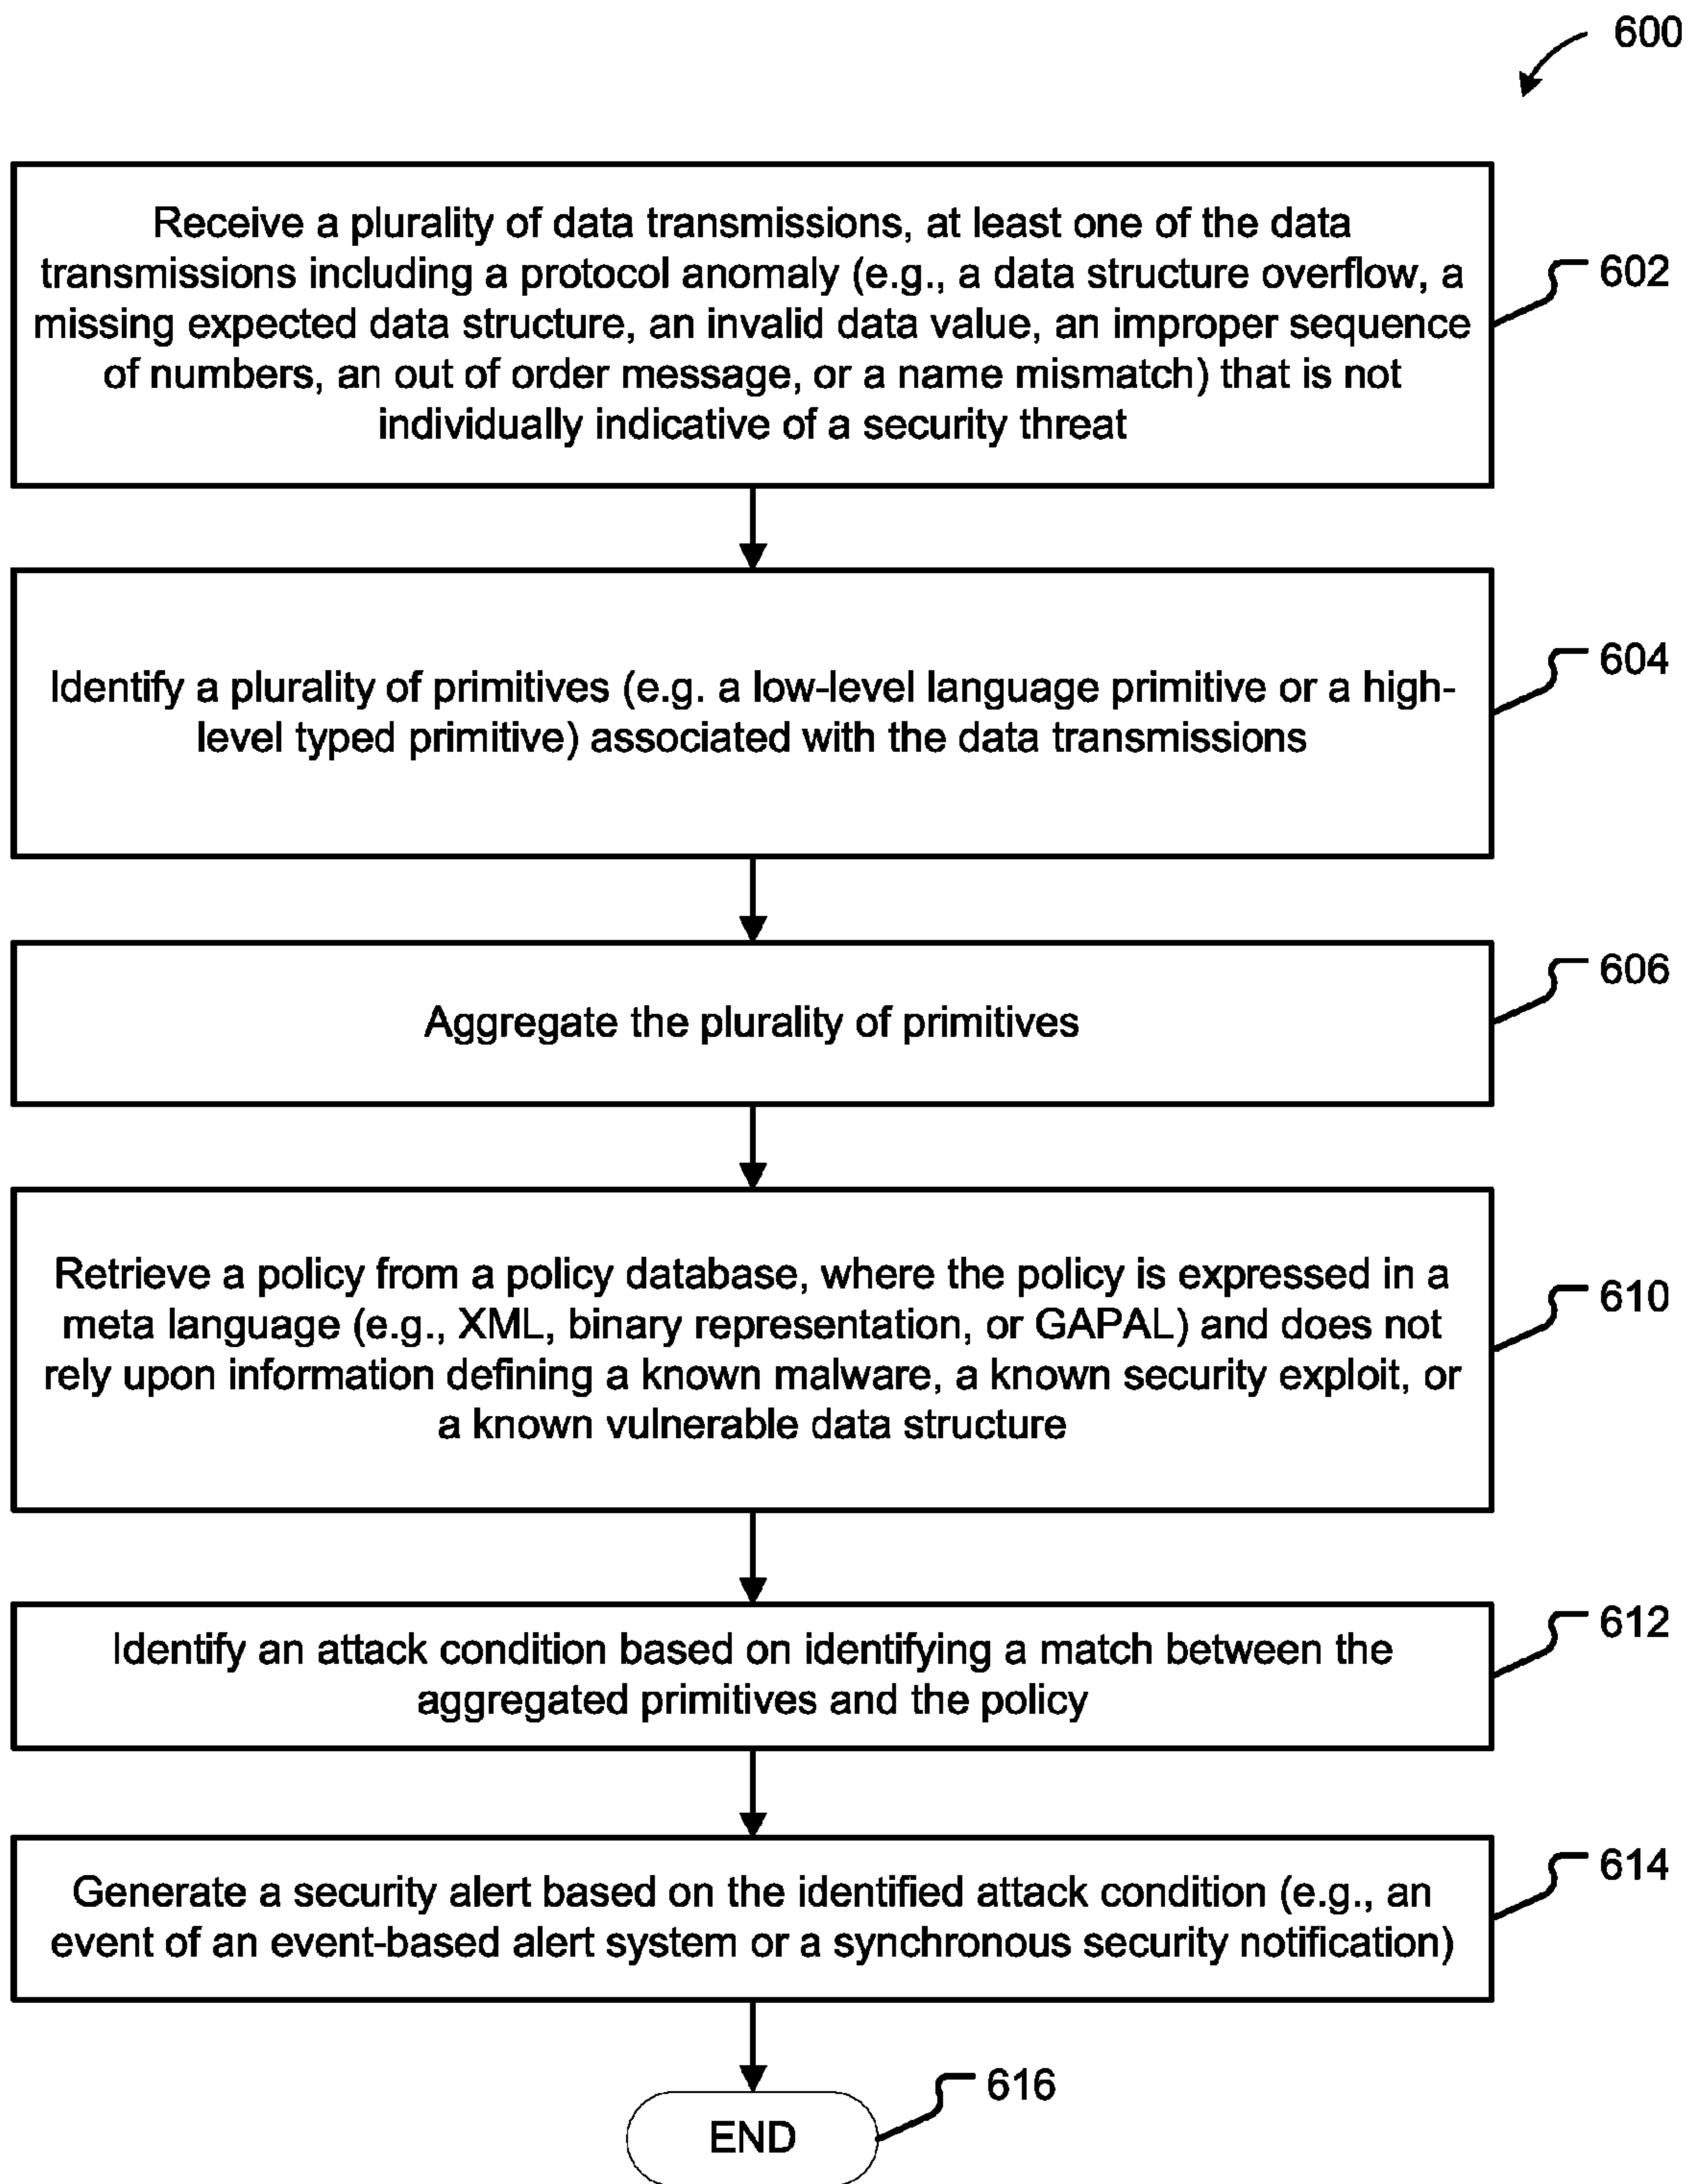 600
Receive a plurality of data transmissions, at least one of the data
transmissions including a protocol anomaly (e.g., a data structure overflow, a
missing expected data structure, an invalid data value, an improper sequence
of numbers, an out of order message, or a name mismatch) that is not
individually indicative of a security threat
602
Identify a plurality of primitives (e.g. a low-level language primitive or a high-
level typed primitive) associated with the data transmissions
604
Aggregate the plurality of primitives
606
Retrieve a policy from a policy database, where the policy is expressed in a
meta language (e.g., XML, binary representation, or GAPAL) and does not
rely upon information defining a known malware, a known security exploit, or
a known vulnerable data structure
610
Identify an attack condition based on identifying a match between the
aggregated primitives and the policy
612
Generate a security alert based on the identified attack condition (e.g., an
event of an event-based alert system or a synchronous security notification)
614
END
616